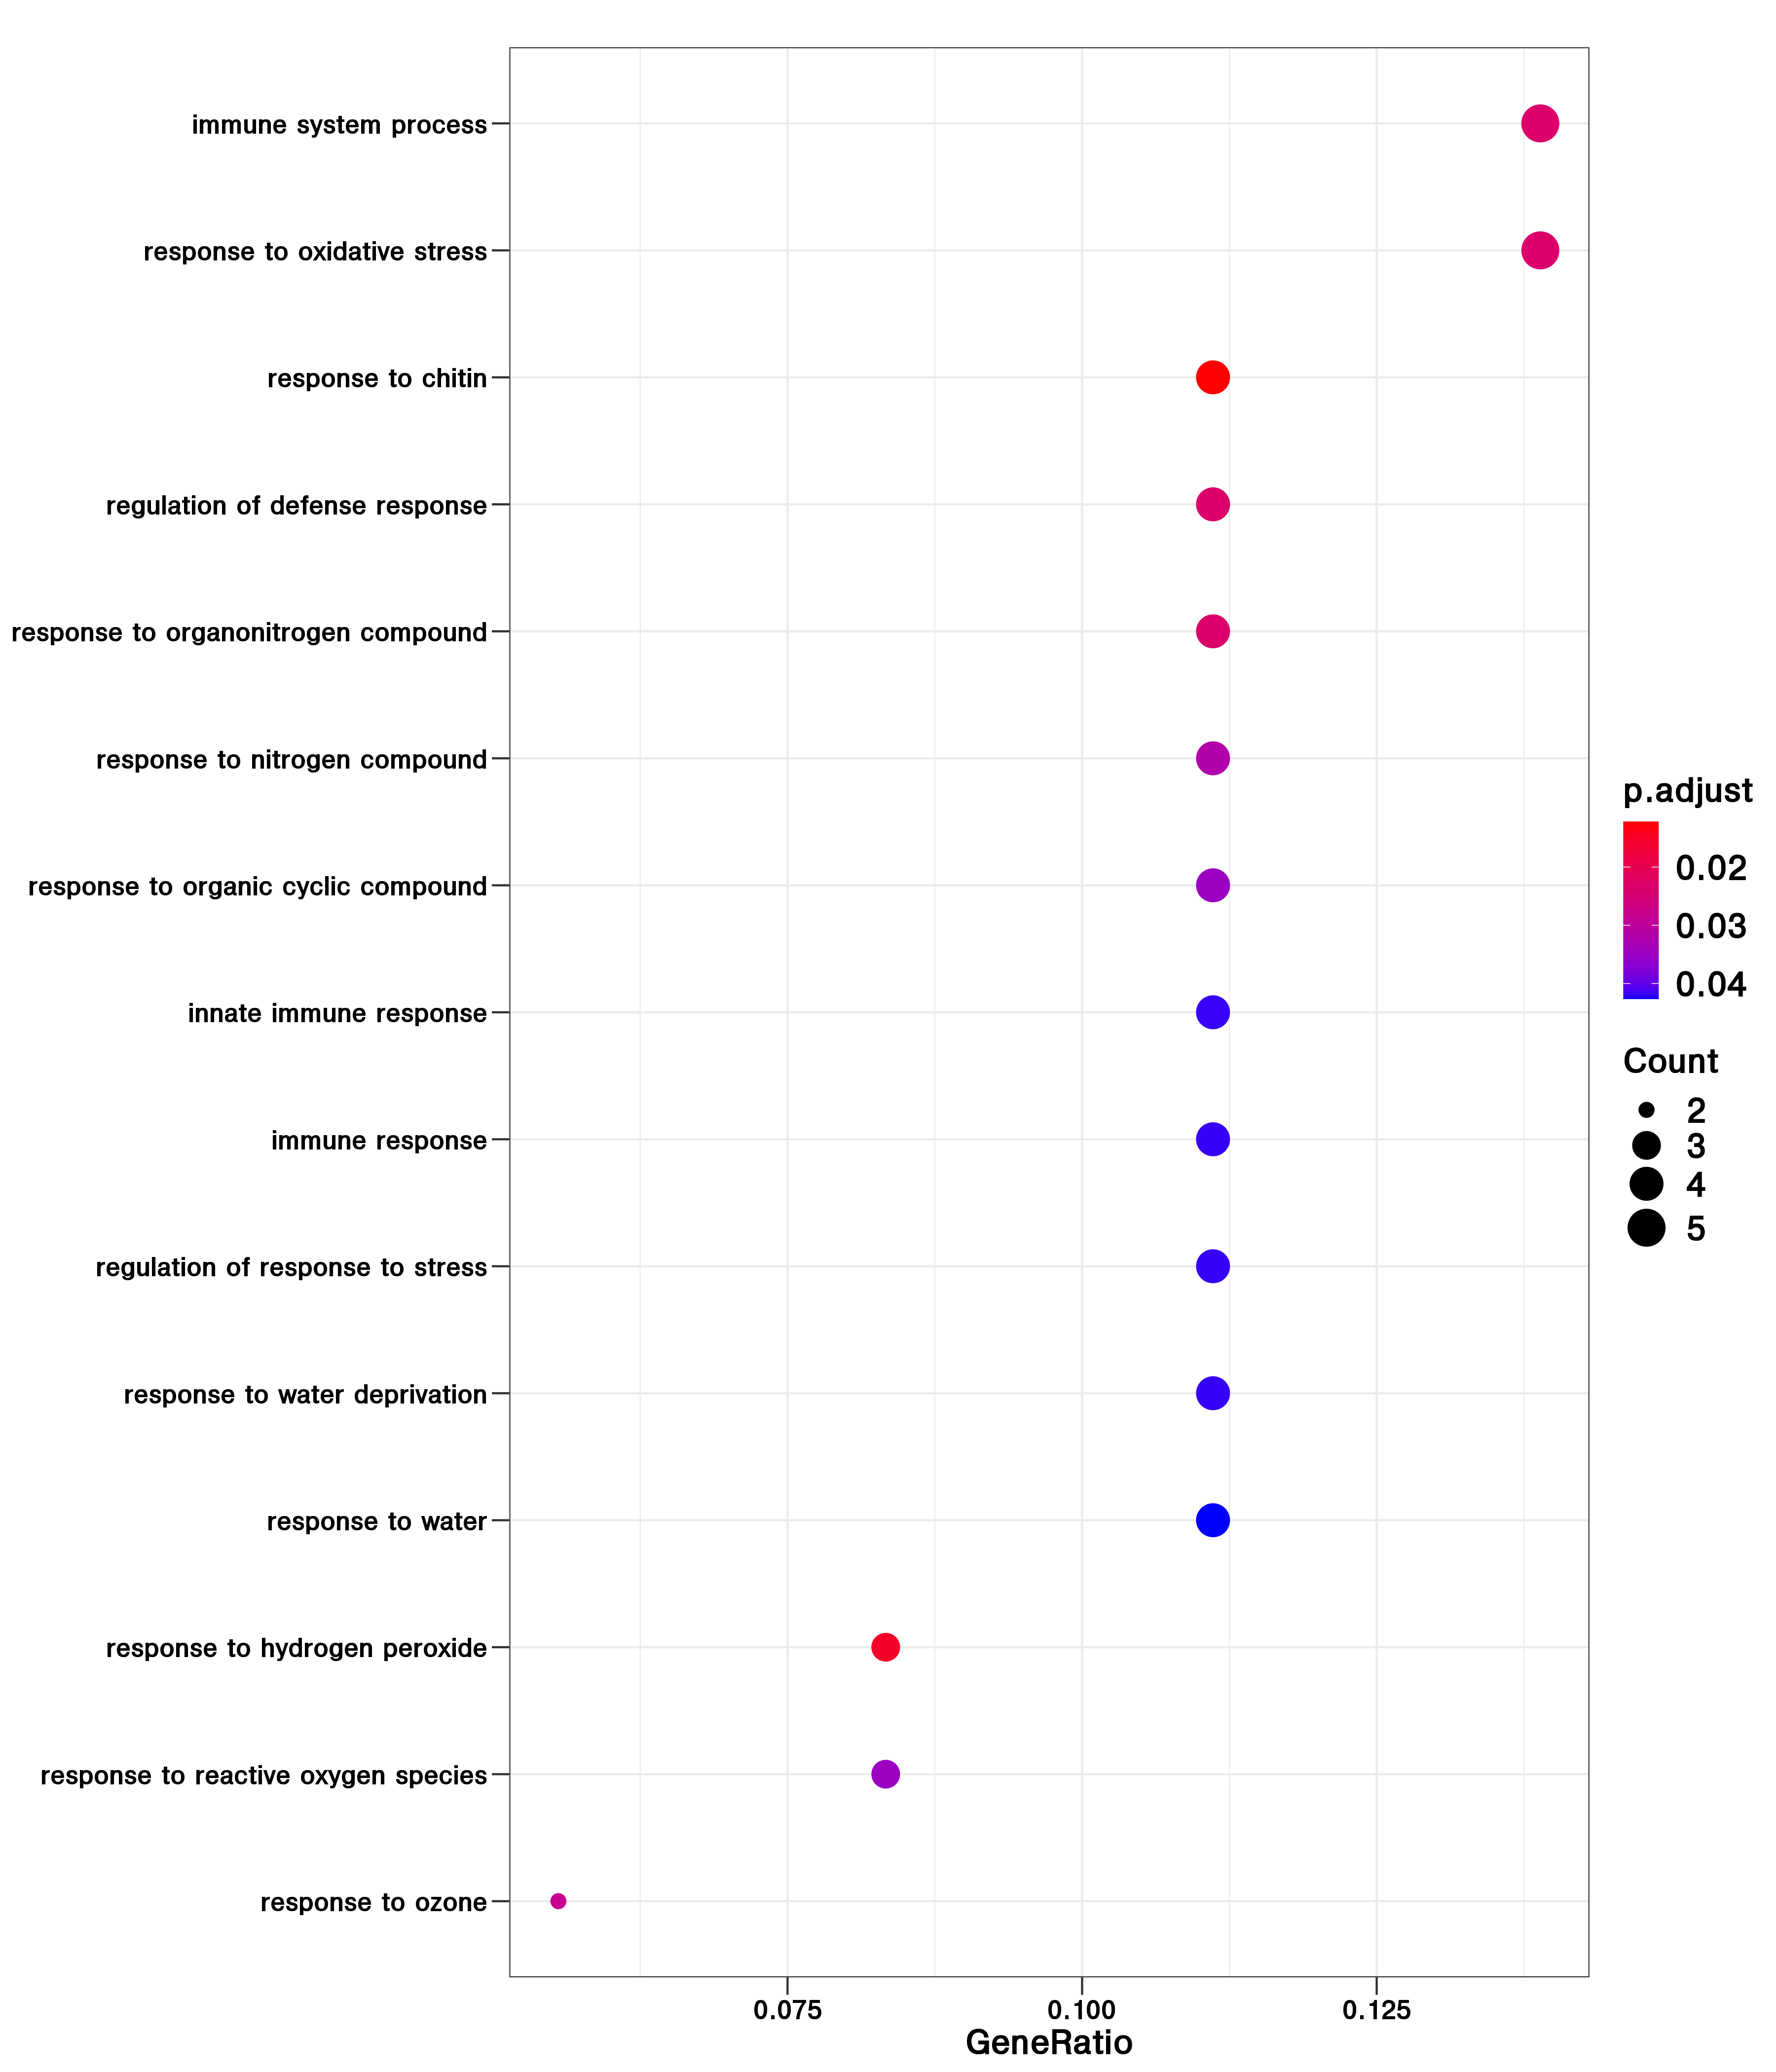 immune system process
response to oxidative stress
response to chitin
regulation of defense response
response to organonitrogen compound
response to nitrogen compound
response to organic cyclic compound
innate immune response
immune response
regulation of response to stress
response to water deprivation
response to water
response to hydrogen peroxide
response to reactive oxygen species
response to ozone
0.075 0.100 0.125
GeneRatio
p.adjust
0.02
0.03
0.04
Count
2
3
4
5